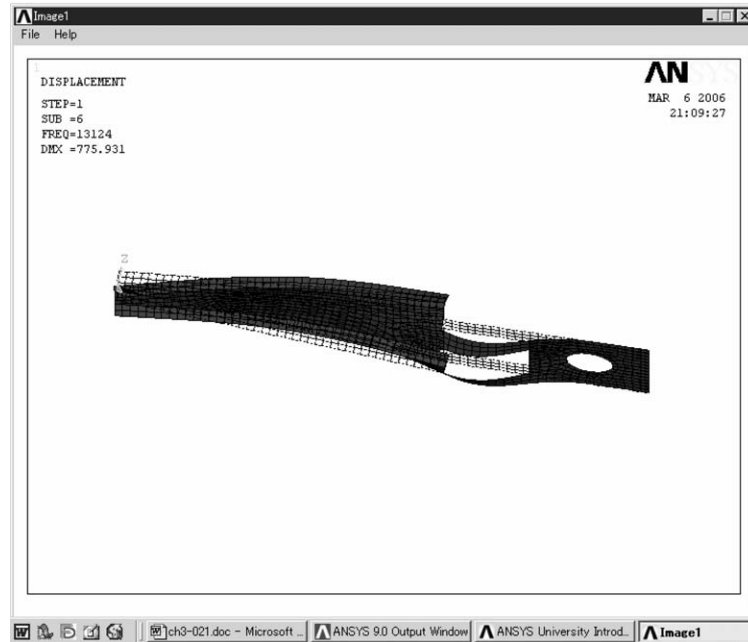 Image1
File Help
1
ANSYS
DISPLACEMENT
STEP=1
SUB =6
FREQ=13124
DMX =775.931
MAR 6 2006
21:09:27
Z
ch3-021.doc - Microsoft ...
ANSYS 9.0 Output Window
ANSYS University Introd...
Image1